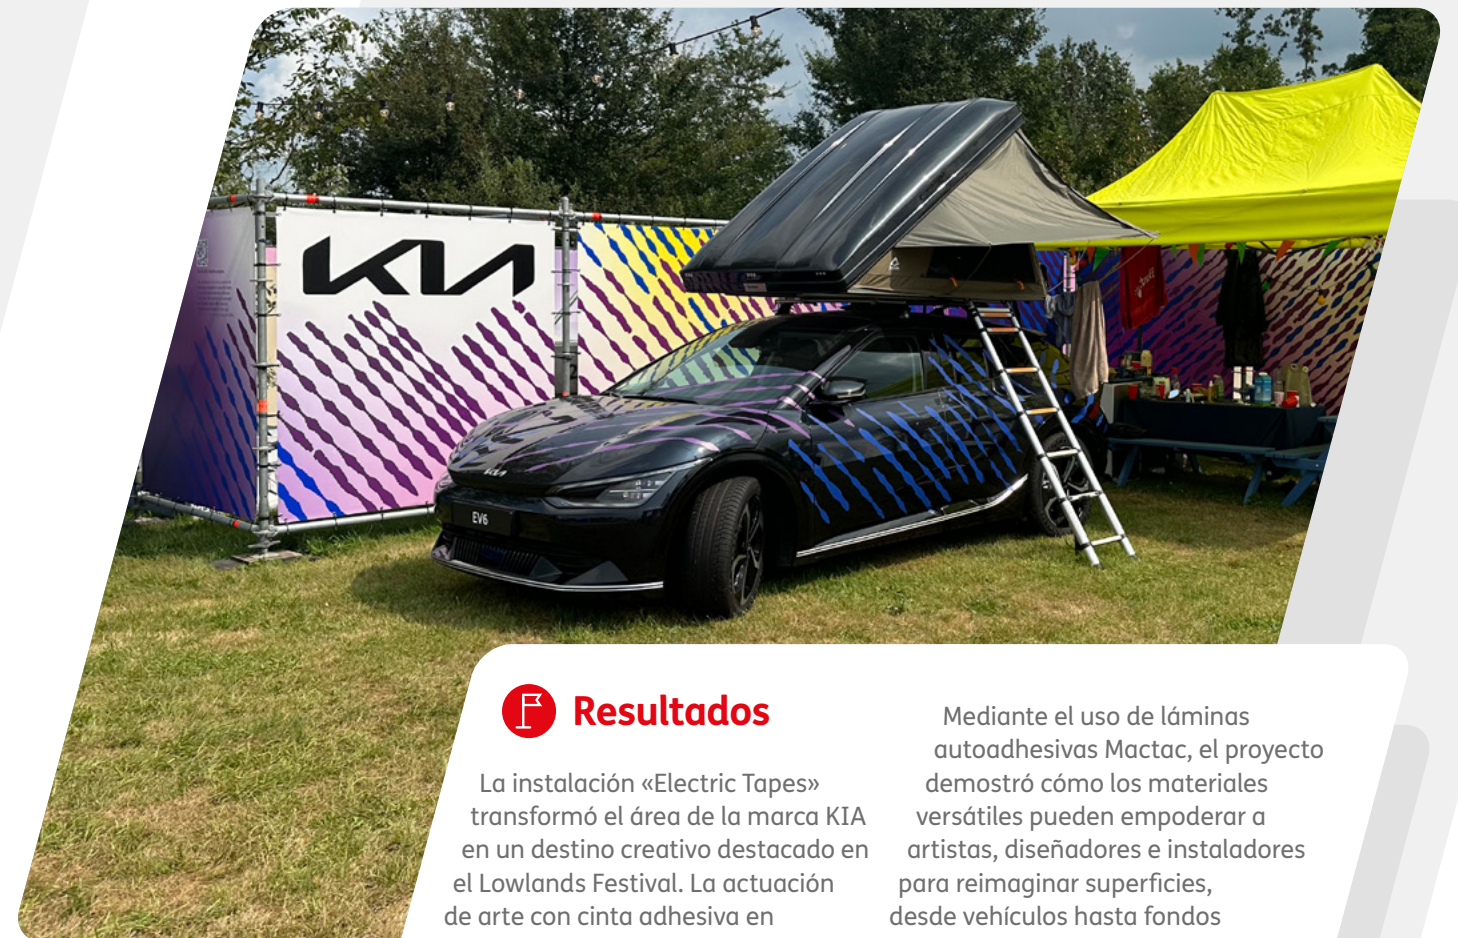 KIA
KIA
EV6
Resultados
La instalación «Electric Tapes»
transformó el área de la marca KIA
en un destino creativo destacado en
el Lowlands Festival. La actuación
de arte con cinta adhesiva en
Mediante el uso de láminas
autoadhesivas Mactac, el proyecto
demostró cómo los materiales
versátiles pueden empoderar a
artistas, diseñadores e instaladores
para reimaginar superficies,
desde vehículos hasta fondos